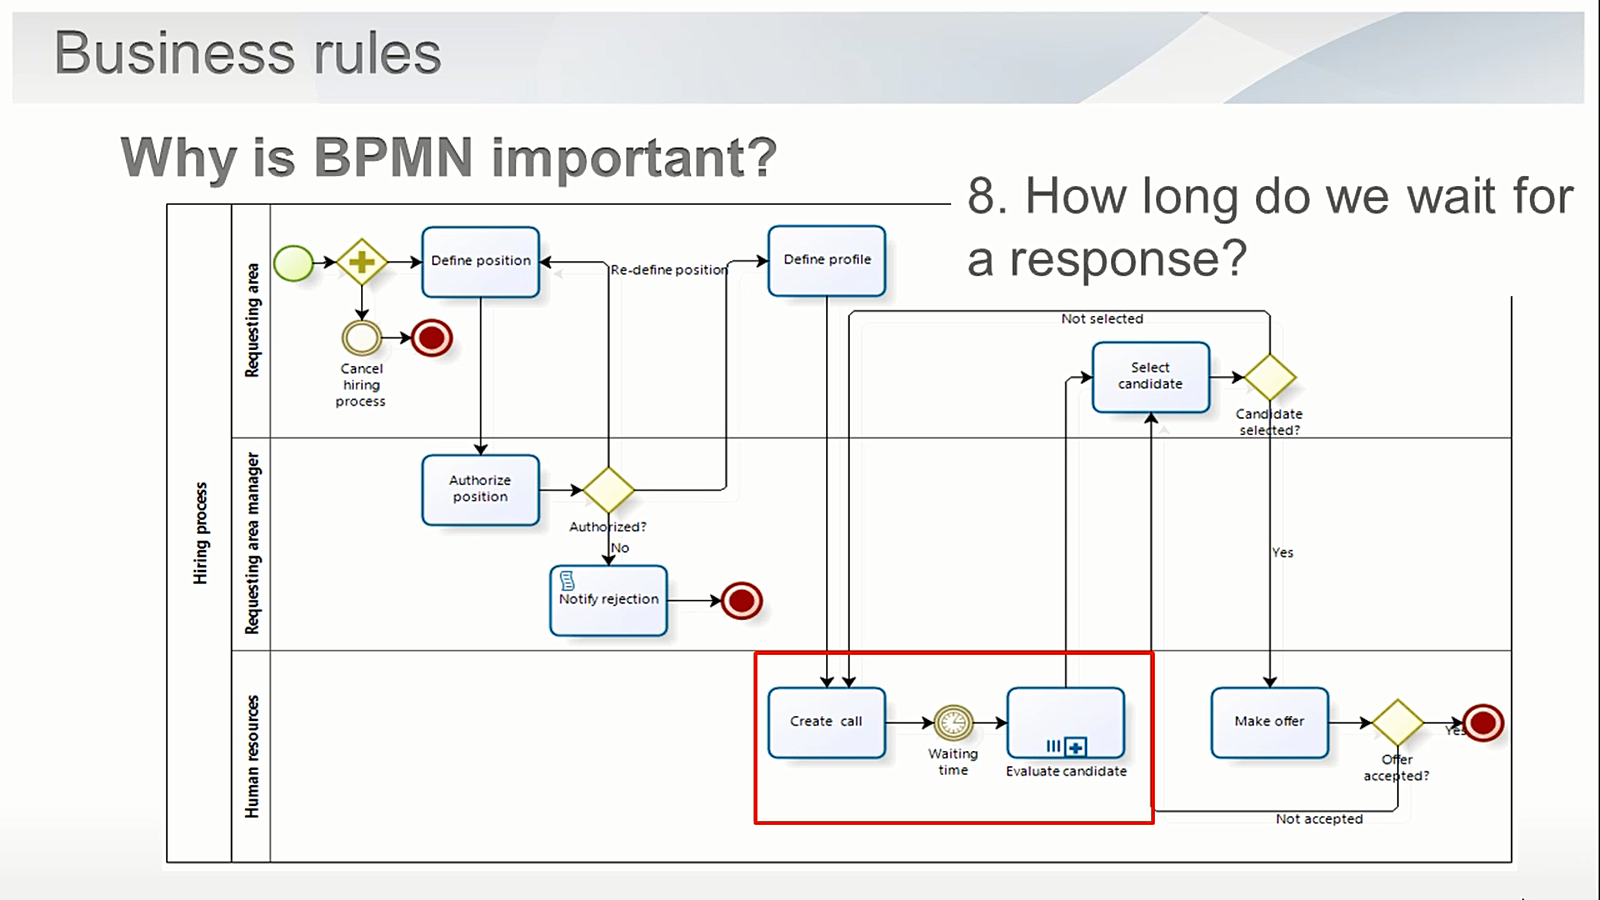 Business rules
Why is BPMN important?
8. How long do we wait for
a response?
Hiring process
Requesting area
Define position
Re-define position
Define profile
Cancel
hiring
process
Not selected
Select
candidate
Candidate
selected?
Requesting area manager
Authorize
position
Authorized?
No
Notify rejection
Yes
Human resources
Create call
Waiting
time
Evaluate candidate
Make offer
Yes
Offer
accepted?
Not accepted